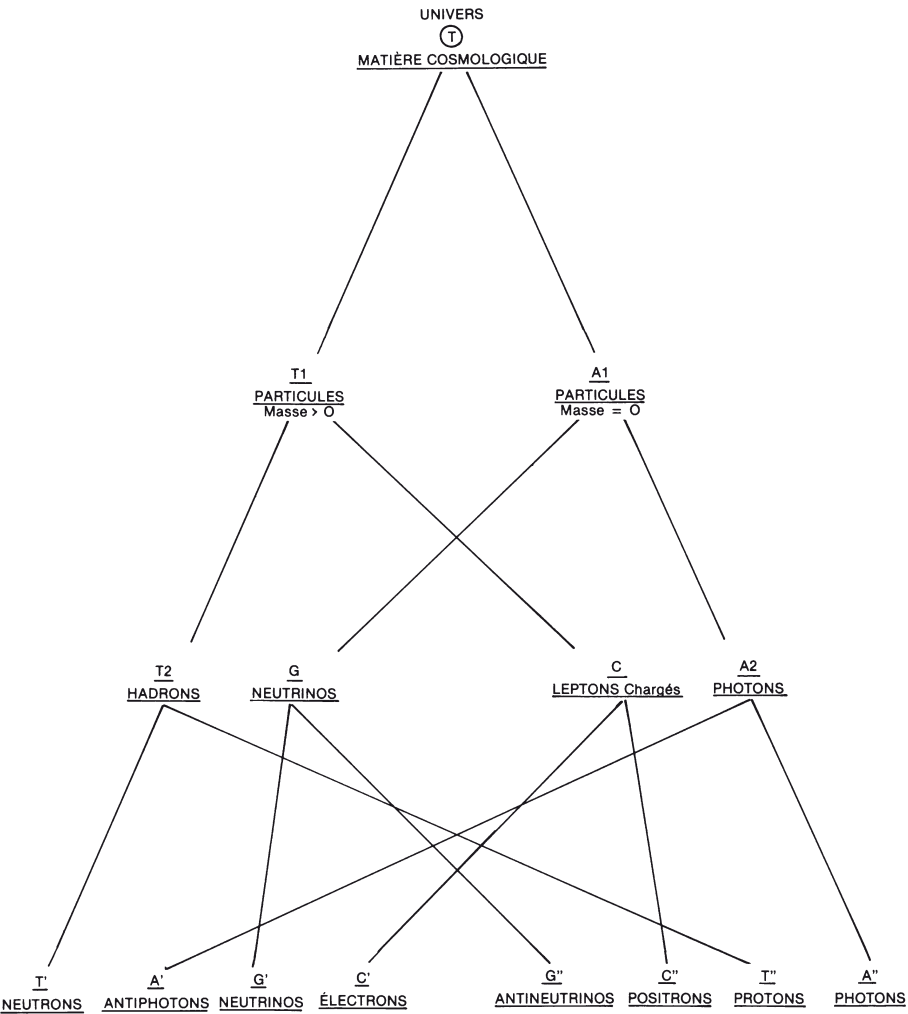 UNIVERS
T
MATIÈRE COSMOLOGIQUE
T1
PARTICULES
Masse > O
A1
PARTICULES
Masse = O
T2
HADRONS
G
NEUTRINOS
C
LEPTONS Chargés
A2
PHOTONS
T'
NEUTRONS
A'
ANTIPHOTONS
G'
NEUTRINOS
C'
ÉLECTRONS
G"
ANTINEUTRINOS
C"
POSITRONS
T"
PROTONS
A"
PHOTONS